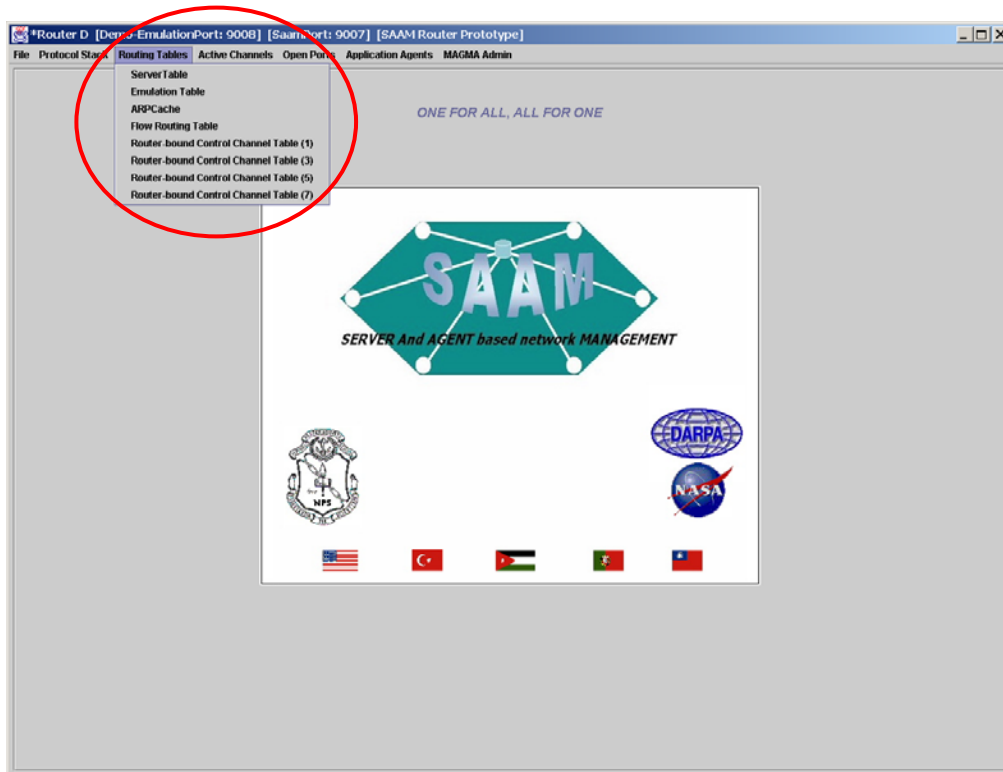 *Router D [Demo-EmulationPort: 9008] [SaamPort: 9007] [SAAM Router Prototype]
File Protocol Stack Routing Tables Active Channels Open Ports Application Agents MAGMA Admin
ServerTable
Emulation Table
ARPCache
Flow Routing Table
Router-bound Control Channel Table (1)
Router-bound Control Channel Table (3)
Router-bound Control Channel Table (5)
Router-bound Control Channel Table (7)
ONE FOR ALL, ALL FOR ONE
SAAM
SERVER And AGENT based network MANAGEMENT
DARPA
NPS
NASA